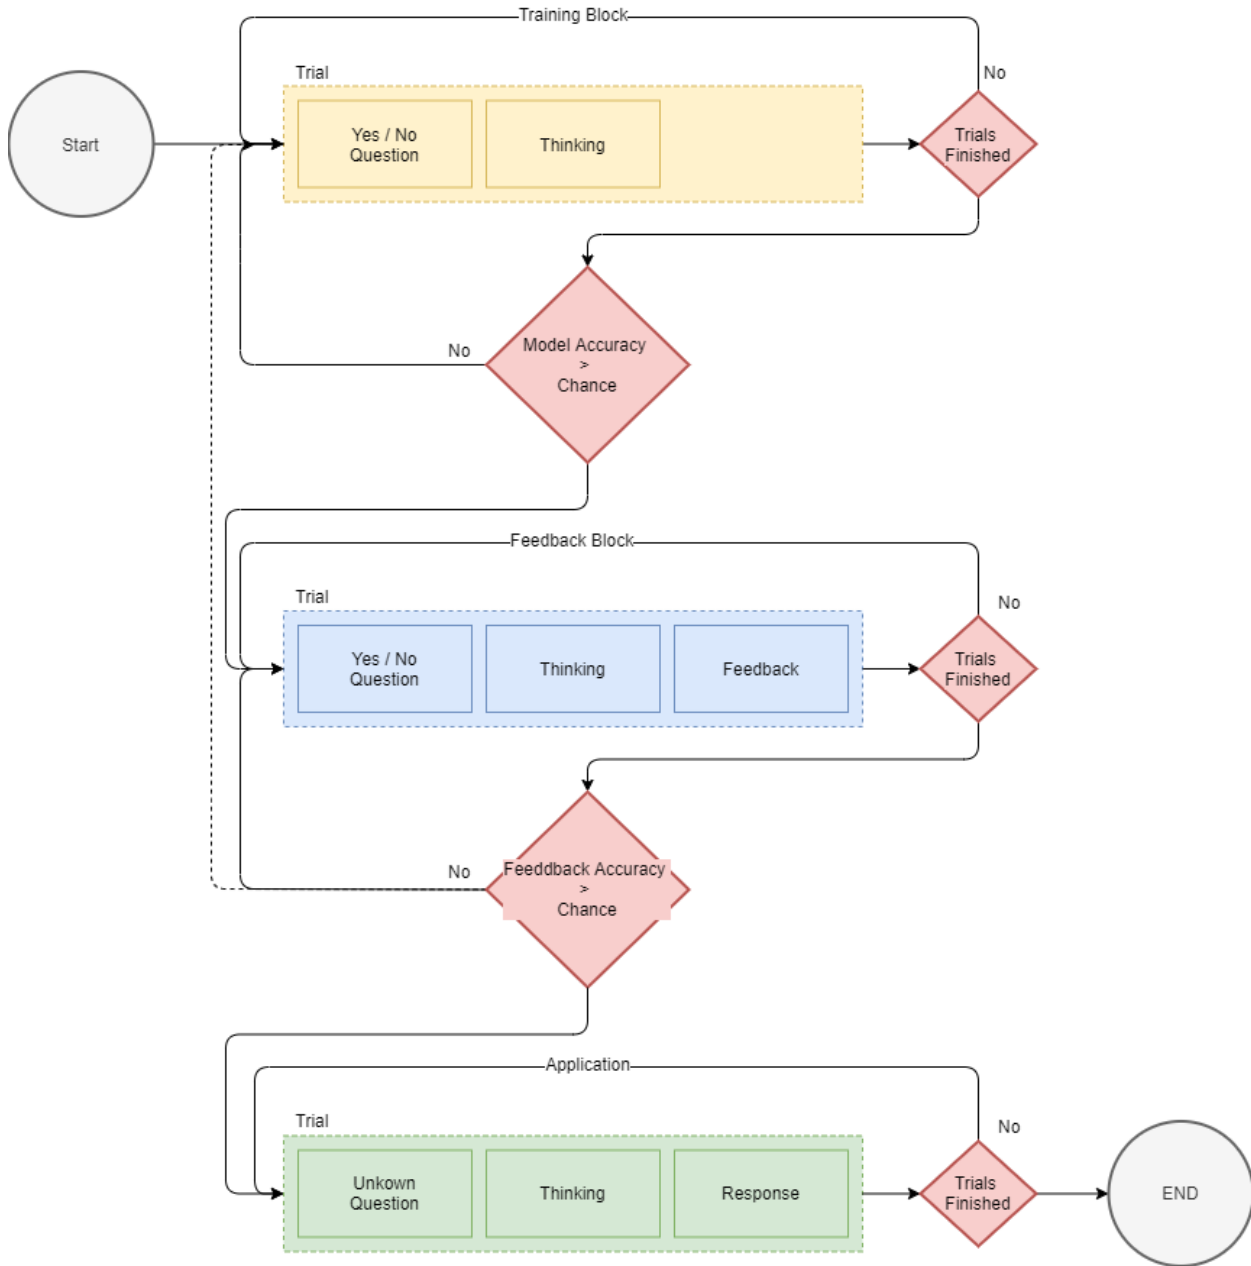 Training Block
Trial
No
Start
Yes / No
Question
Thinking
Trials
Finished
No
Model Accuracy
>
Chance
Feedback Block
Trial
No
Yes / No
Question
Thinking
Feedback
Trials
Finished
No
Feeddback Accuracy
>
Chance
Application
Trial
No
Unkown
Question
Thinking
Response
Trials
Finished
END